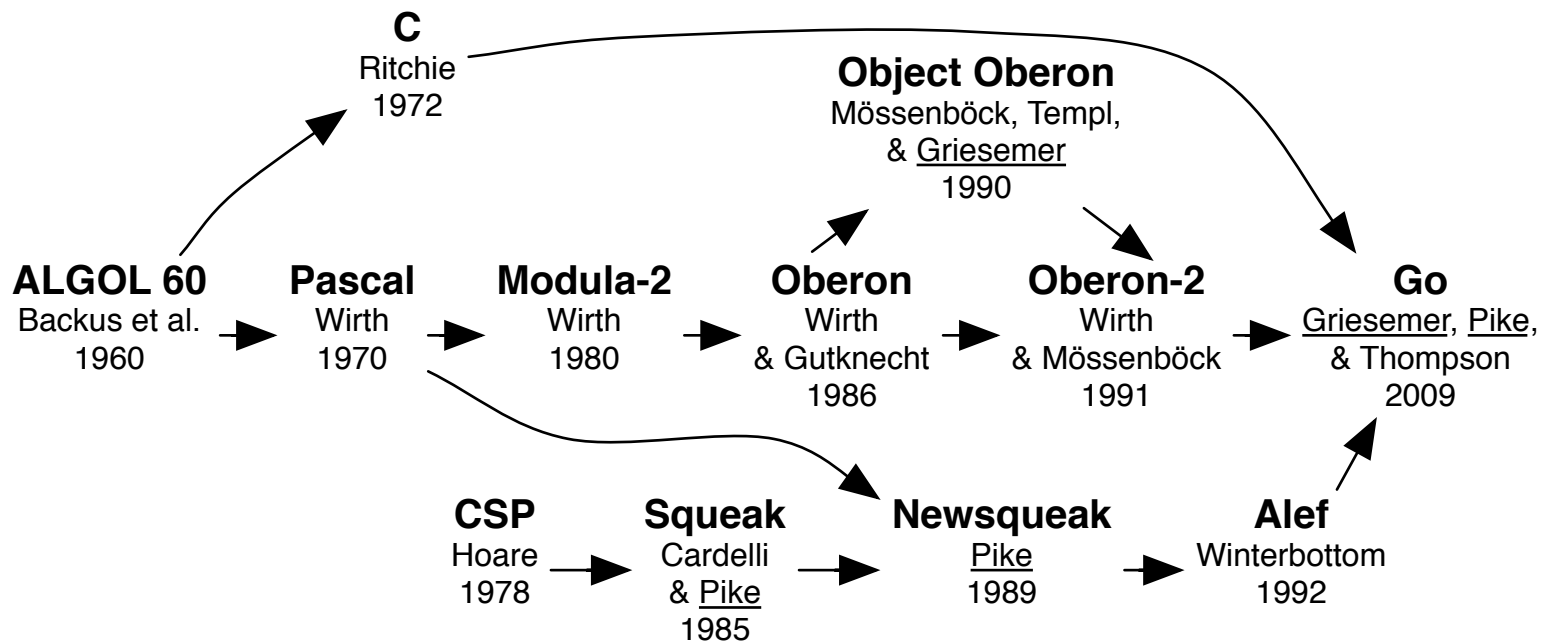 C
Ritchie
1972
Object Oberon
Mössenböck, Templ,
& Griesemer
1990
ALGOL 60
Backus et al.
1960
Pascal
Wirth
1970
Modula-2
Wirth
1980
Oberon
Wirth
& Gutknecht
1986
Oberon-2
Wirth
& Mössenböck
1991
Go
Griesemer, Pike,
& Thompson
2009
CSP
Hoare
1978
Squeak
Cardelli
& Pike
1985
Newsqueak
Pike
1989
Alef
Winterbottom
1992